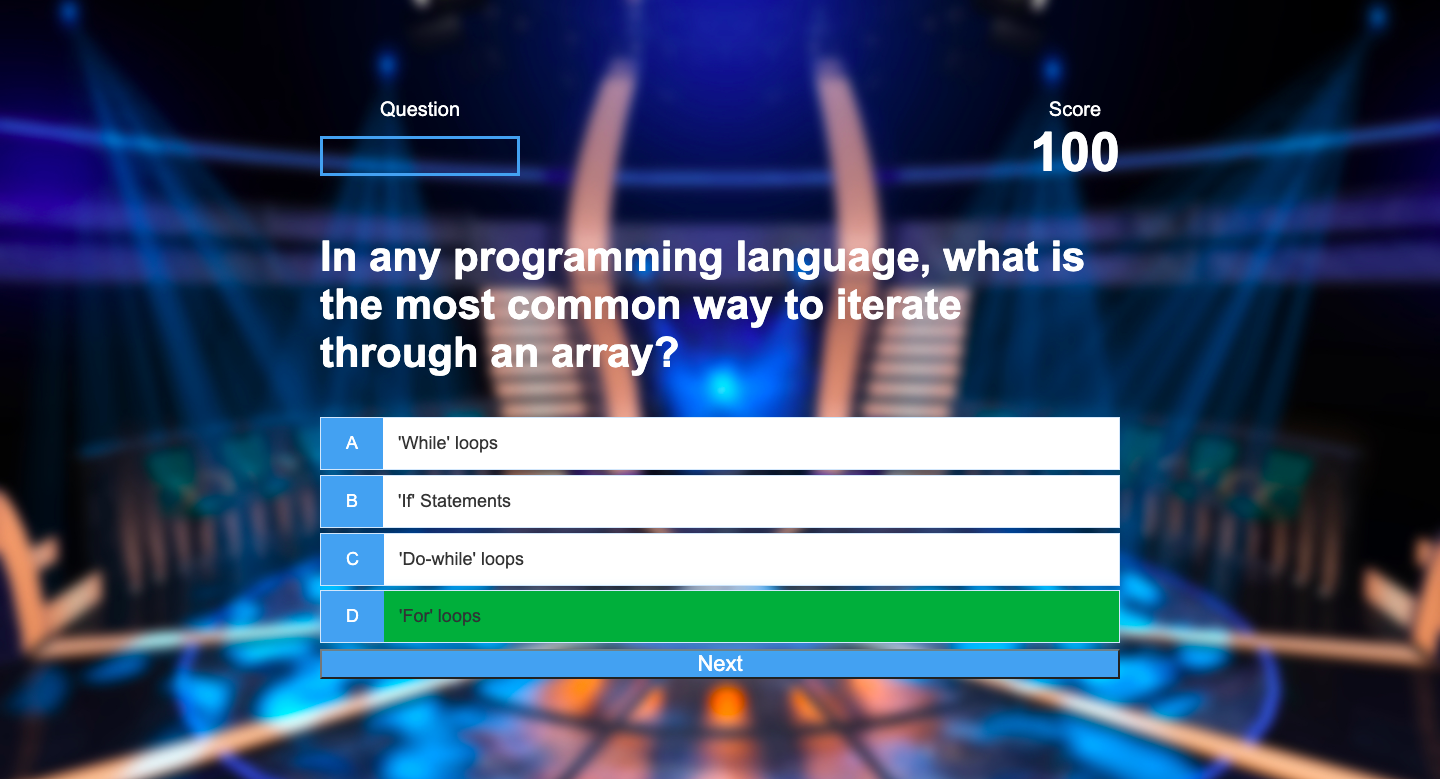 Question
Score
100
In any programming language, what is
the most common way to iterate
through an array?
A 'While' loops
B 'If' Statements
C 'Do-while' loops
D 'For' loops
Next